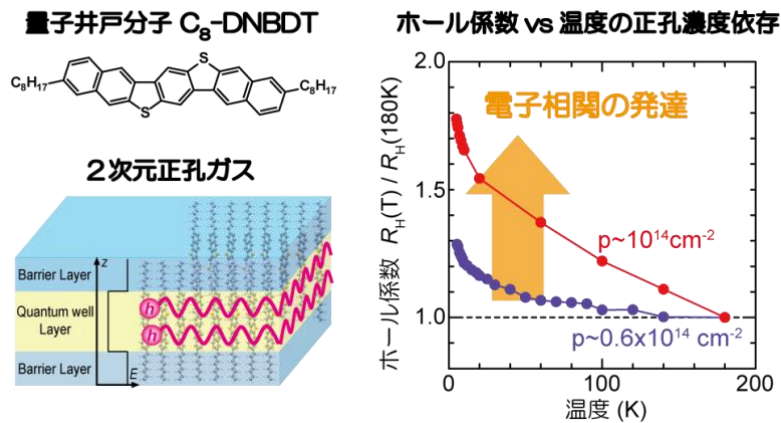 量子井戸分子 C₈-DNBDT
C₈H₁₇
S
S
C₈H₁₇
2次元正孔ガス
z
Barrier Layer
Quantum well
Layer
h
h
Barrier Layer
E
ホール係数 vs 温度の正孔濃度依存
ホール係数 R_H(T) / R_H(180K)
2.0
1.5
1.0
電子相関の発達
p~10¹⁴cm⁻²
p~0.6x10¹⁴ cm⁻²
0
100
200
温度 (K)